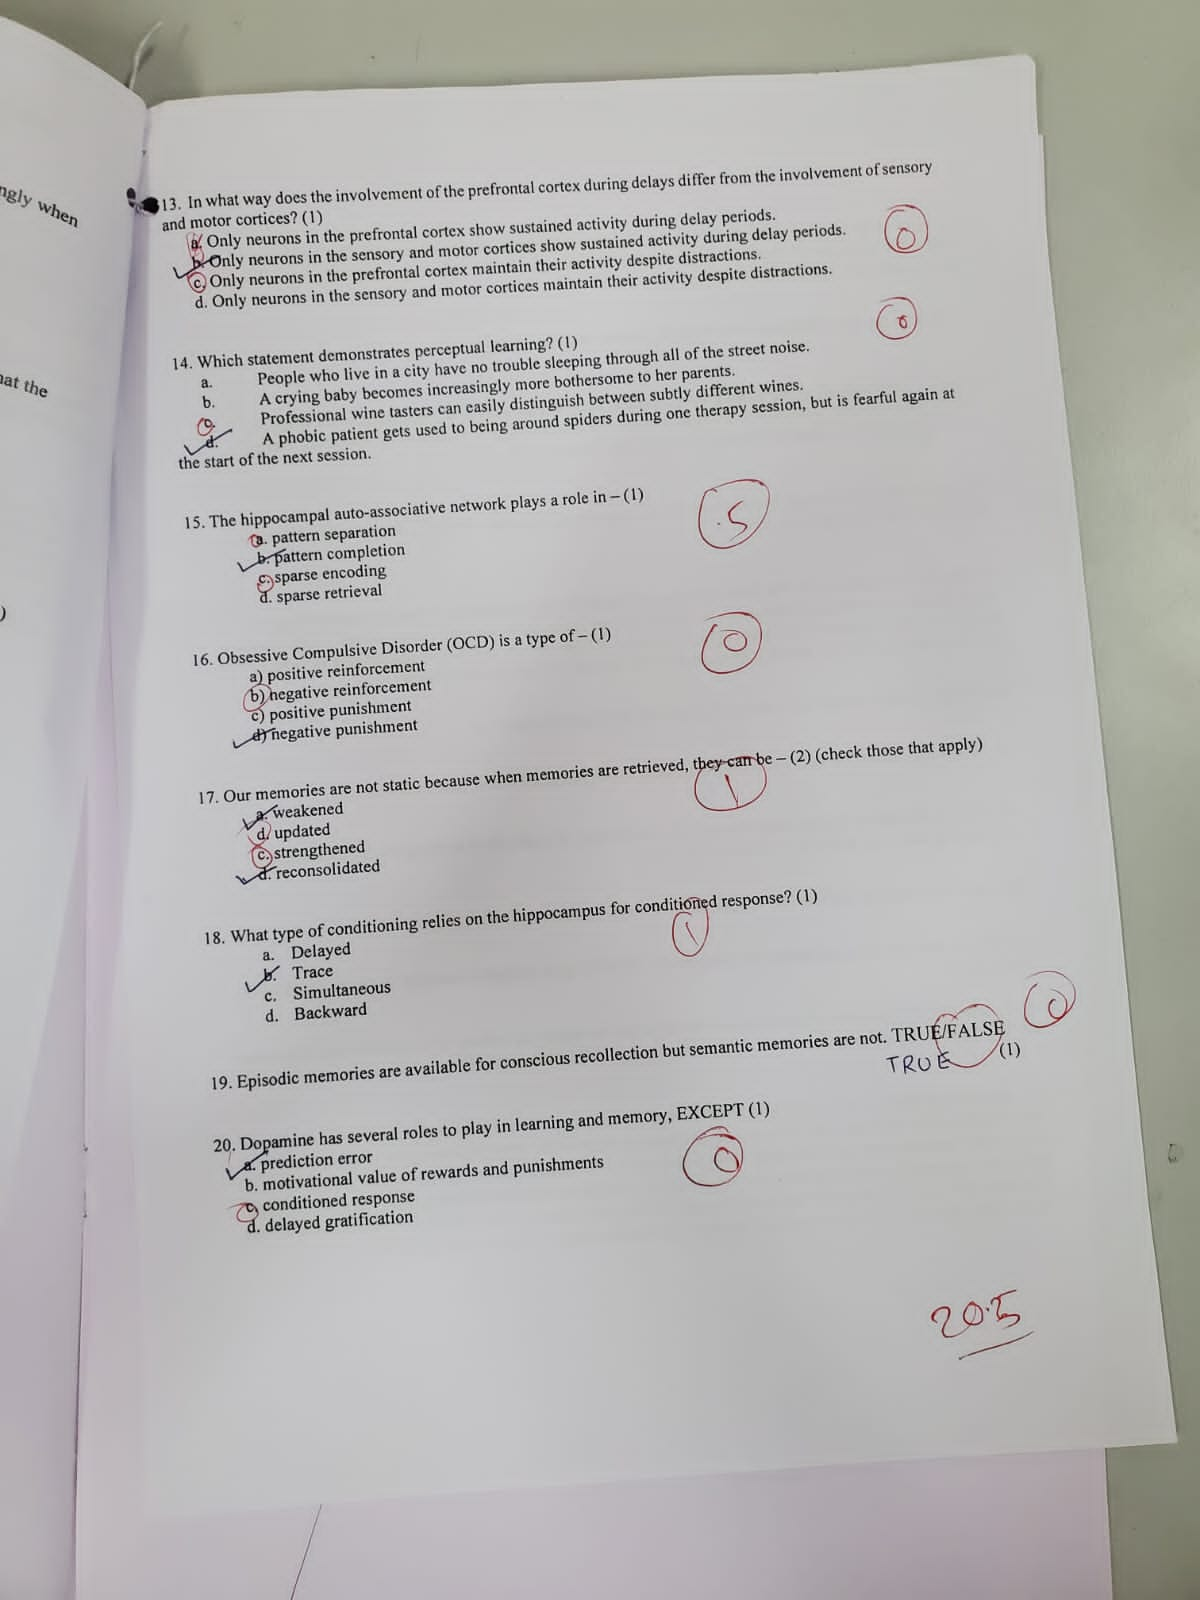 ngly when
hat the
)
13. In what way does the involvement of the prefrontal cortex during delays differ from the involvement of sensory
and motor cortices? (1)
a. Only neurons in the prefrontal cortex show sustained activity during delay periods.
b. Only neurons in the sensory and motor cortices show sustained activity during delay periods.
c. Only neurons in the prefrontal cortex maintain their activity despite distractions.
d. Only neurons in the sensory and motor cortices maintain their activity despite distractions.
0
14. Which statement demonstrates perceptual learning? (1)
0
a. People who live in a city have no trouble sleeping through all of the street noise.
b. A crying baby becomes increasingly more bothersome to her parents.
c. Professional wine tasters can easily distinguish between subtly different wines.
d. A phobic patient gets used to being around spiders during one therapy session, but is fearful again at
the start of the next session.
15. The hippocampal auto-associative network plays a role in – (1)
.5
a. pattern separation
b. pattern completion
c. sparse encoding
d. sparse retrieval
16. Obsessive Compulsive Disorder (OCD) is a type of – (1)
0
a) positive reinforcement
b) negative reinforcement
c) positive punishment
d) negative punishment
17. Our memories are not static because when memories are retrieved, they can be – (2) (check those that apply)
1
a. weakened
d. updated
c. strengthened
d. reconsolidated
18. What type of conditioning relies on the hippocampus for conditioned response? (1)
1
a. Delayed
b. Trace
c. Simultaneous
d. Backward
19. Episodic memories are available for conscious recollection but semantic memories are not. TRUE/FALSE
0
TRUE (1)
20. Dopamine has several roles to play in learning and memory, EXCEPT (1)
0
a. prediction error
b. motivational value of rewards and punishments
c. conditioned response
d. delayed gratification
20.5